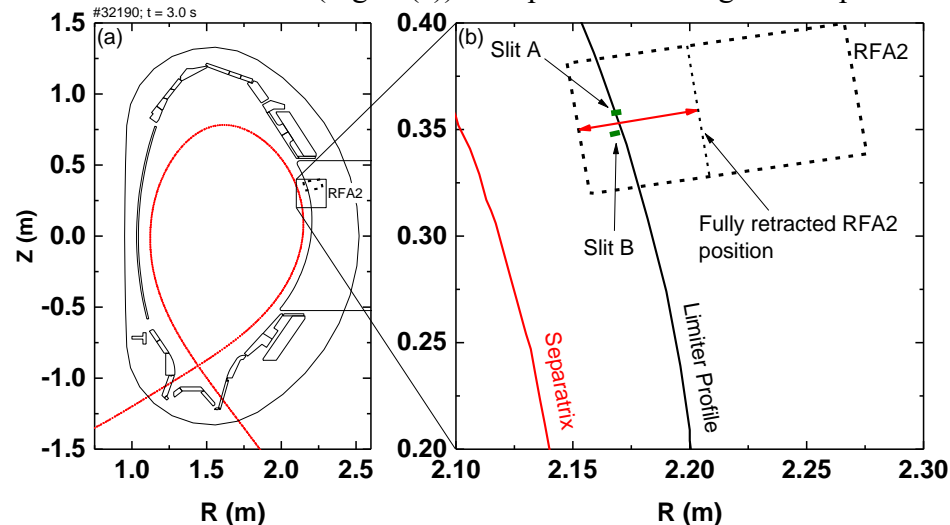 #32190; t = 3.0 s
(a)
1.5
1.0
0.5
0.0
-0.5
-1.0
-1.5
Z (m)
RFA2
1.0 1.5 2.0 2.5
R (m)
(b)
0.40
0.35
0.30
0.25
0.20
Slit A
RFA2
Slit B
Fully retracted RFA2
position
Separatrix
Limiter Profile
2.10 2.15 2.20 2.25 2.30
R (m)